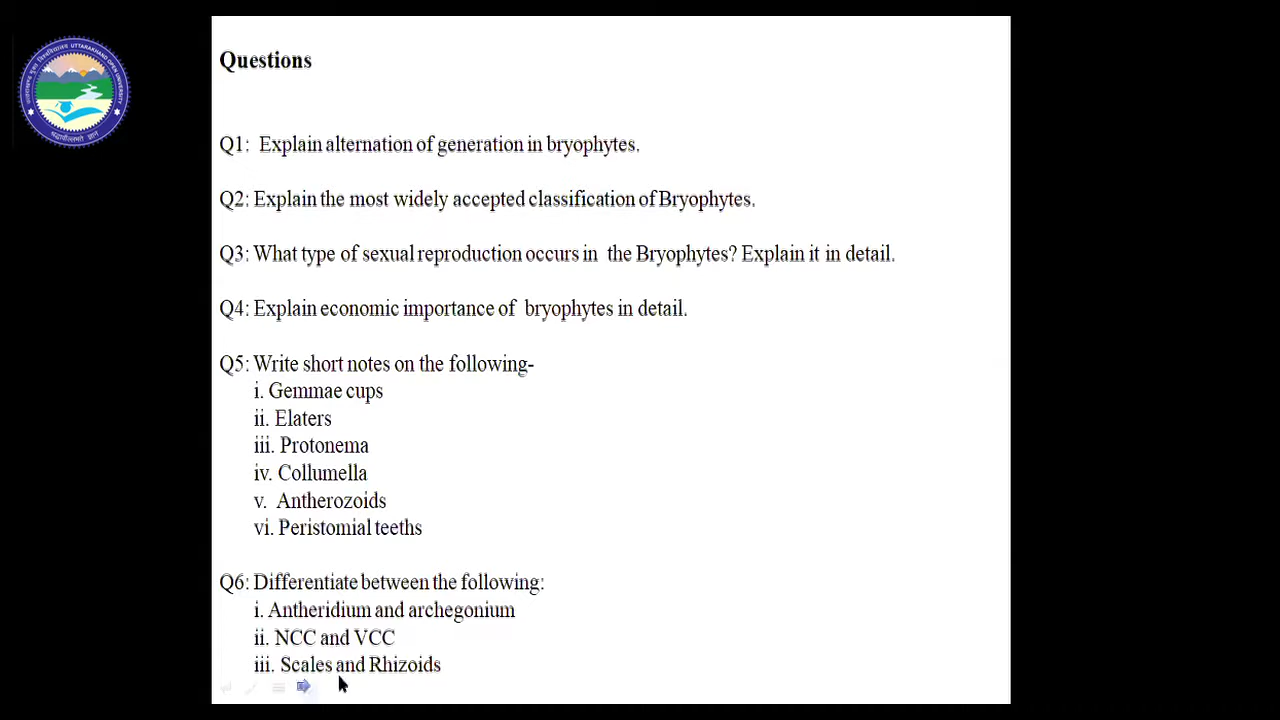 UTTARAKHAND OPEN UNIVERSITY
Questions
Q1: Explain alternation of generation in bryophytes.
Q2: Explain the most widely accepted classification of Bryophytes.
Q3: What type of sexual reproduction occurs in the Bryophytes? Explain it in detail.
Q4: Explain economic importance of bryophytes in detail.
Q5: Write short notes on the following-
i. Gemmae cups
ii. Elaters
iii. Protonema
iv. Collumella
v. Antherozoids
vi. Peristomial teeths
Q6: Differentiate between the following:
i. Antheridium and archegonium
ii. NCC and VCC
iii. Scales and Rhizoids